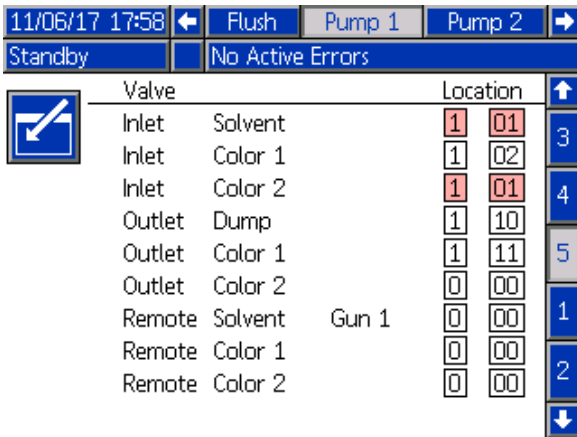 11/06/17 17:58 Flush Pump 1 Pump 2
Standby No Active Errors
Valve Location
Inlet Solvent 1 01
Inlet Color 1 1 02
Inlet Color 2 1 01
Outlet Dump 1 10
Outlet Color 1 1 11
Outlet Color 2 0 00
Remote Solvent Gun 1 0 00
Remote Color 1 0 00
Remote Color 2 0 00
3
4
5
1
2